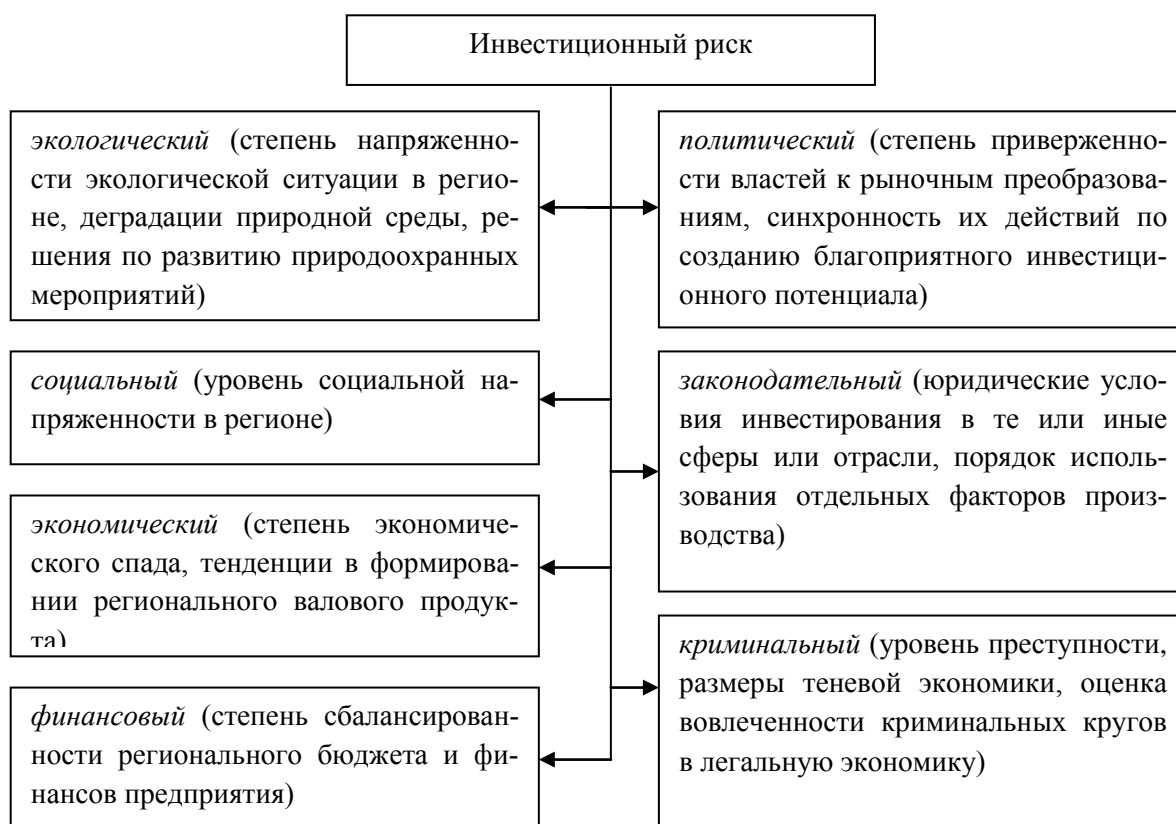 Инвестиционный риск
экологический (степень напряженно-
сти экологической ситуации в регио-
не, деградации природной среды, ре-
шения по развитию природоохранных
мероприятий)
политический (степень приверженно-
сти властей к рыночным преобразова-
ниям, синхронность их действий по
созданию благоприятного инвестици-
онного потенциала)
социальный (уровень социальной на-
пряженности в регионе)
законодательный (юридические усло-
вия инвестирования в те или иные
сферы или отрасли, порядок исполь-
зования отдельных факторов произ-
водства)
экономический (степень экономиче-
ского спада, тенденции в формирова-
нии регионального валового продук-
та)
криминальный (уровень преступности,
размеры теневой экономики, оценка
вовлеченности криминальных кругов
в легальную экономику)
финансовый (степень сбалансирован-
ности регионального бюджета и фи-
нансов предприятия)